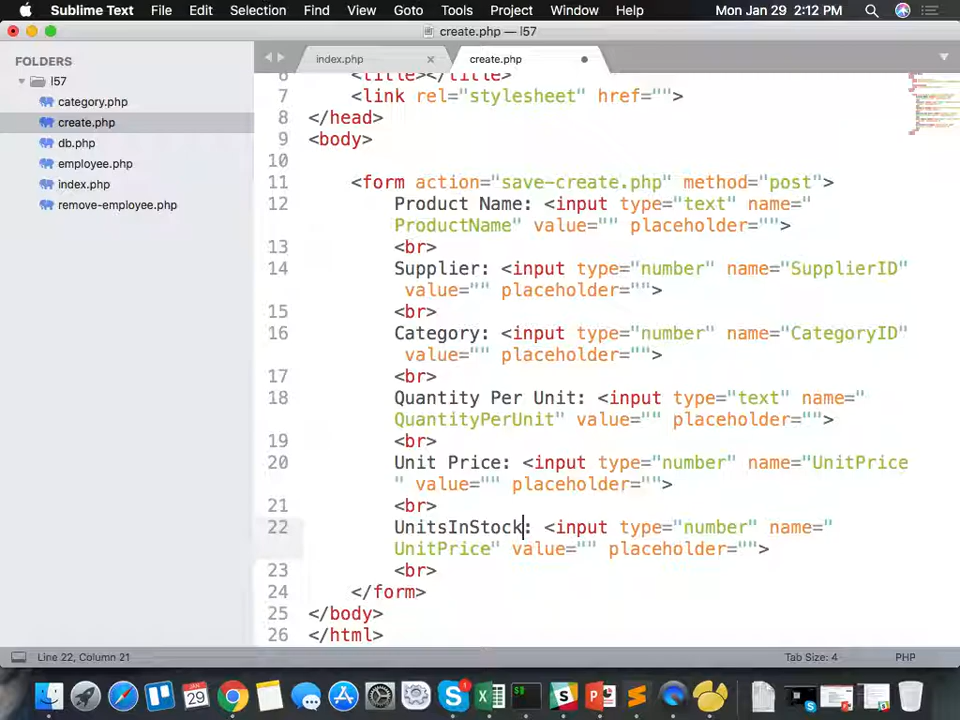 Sublime Text File Edit Selection Find View Goto Tools Project Window Help Mon Jan 29 2:12 PM
create.php — l57
FOLDERS
l57
category.php
create.php
db.php
employee.php
index.php
remove-employee.php
index.php
create.php
6 <title></title>
7 <link rel="stylesheet" href="">
8 </head>
9 <body>
10
11 <form action="save-create.php" method="post">
12 Product Name: <input type="text" name="
ProductName" value="" placeholder="">
13 <br>
14 Supplier: <input type="number" name="SupplierID"
value="" placeholder="">
15 <br>
16 Category: <input type="number" name="CategoryID"
value="" placeholder="">
17 <br>
18 Quantity Per Unit: <input type="text" name="
QuantityPerUnit" value="" placeholder="">
19 <br>
20 Unit Price: <input type="number" name="UnitPrice
" value="" placeholder="">
21 <br>
22 UnitsInStock: <input type="number" name="
UnitPrice" value="" placeholder="">
23 <br>
24 </form>
25 </body>
26 </html>
Line 22, Column 21
Tab Size: 4
PHP